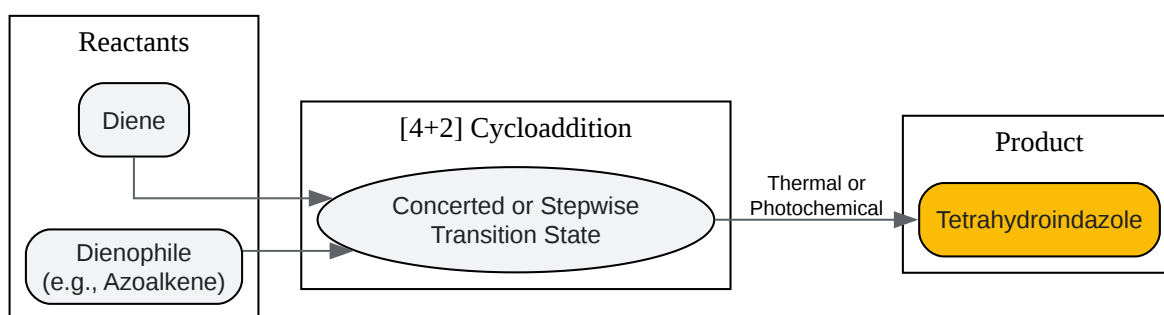 Reactants
Diene
Dienophile
(e.g., Azoalkene)
[4+2] Cycloaddition
Concerted or Stepwise
Transition State
Thermal or
Photochemical
Product
Tetrahydroindazole